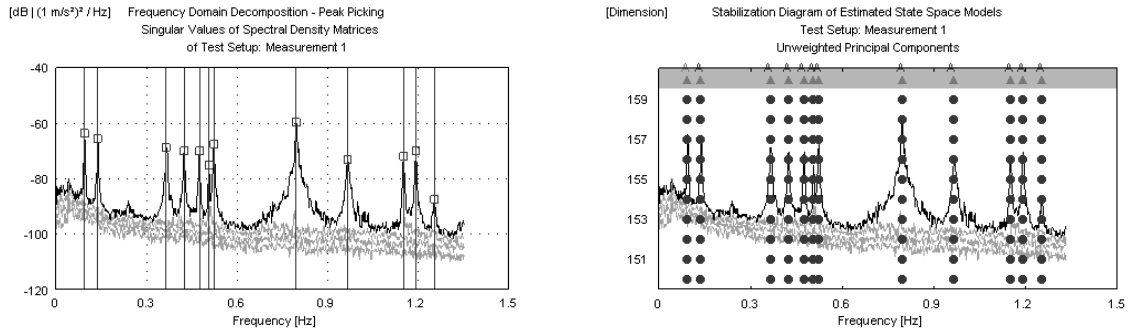 [dB | (1 m/s²)² / Hz]
Frequency Domain Decomposition - Peak Picking
Singular Values of Spectral Density Matrices
of Test Setup: Measurement 1
-40
-60
-80
-100
-120
0
0.3
0.6
0.9
1.2
1.5
Frequency [Hz]
[Dimension]
Stabilization Diagram of Estimated State Space Models
Test Setup: Measurement 1
Unweighted Principal Components
159
157
155
153
151
0
0.3
0.6
0.9
1.2
1.5
Frequency [Hz]